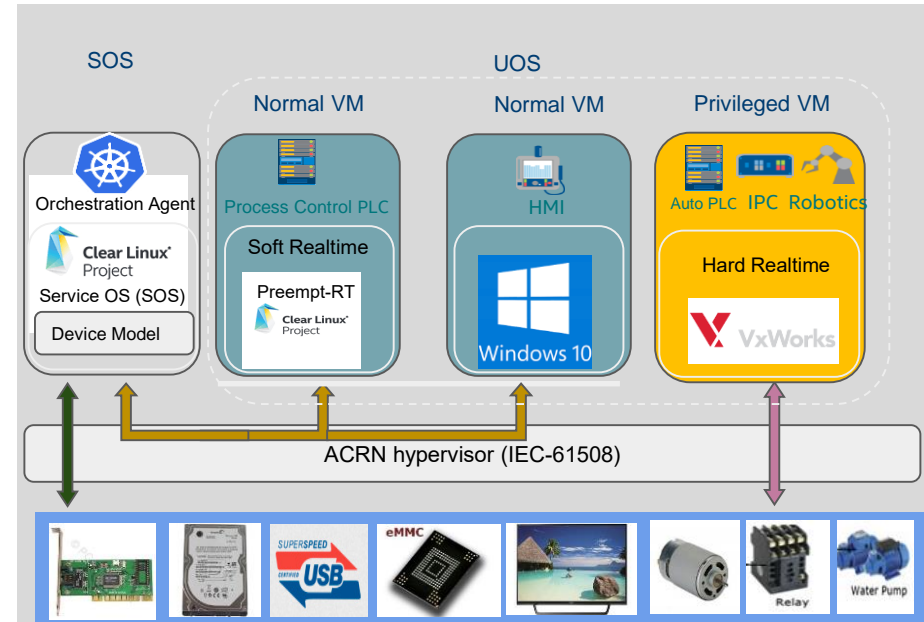 SOS
UOS
Normal VM
Normal VM
Privileged VM
Orchestration Agent
Clear Linux*
Project
Service OS (SOS)
Device Model
Process Control PLC
Soft Realtime
Preempt-RT
Clear Linux*
Project
HMI
Windows 10
Auto PLC
IPC
Robotics
Hard Realtime
VxWorks
ACRN hypervisor (IEC-61508)
SUPERSPEED
CERTIFIED
USB
eMMC
Relay
Water Pump